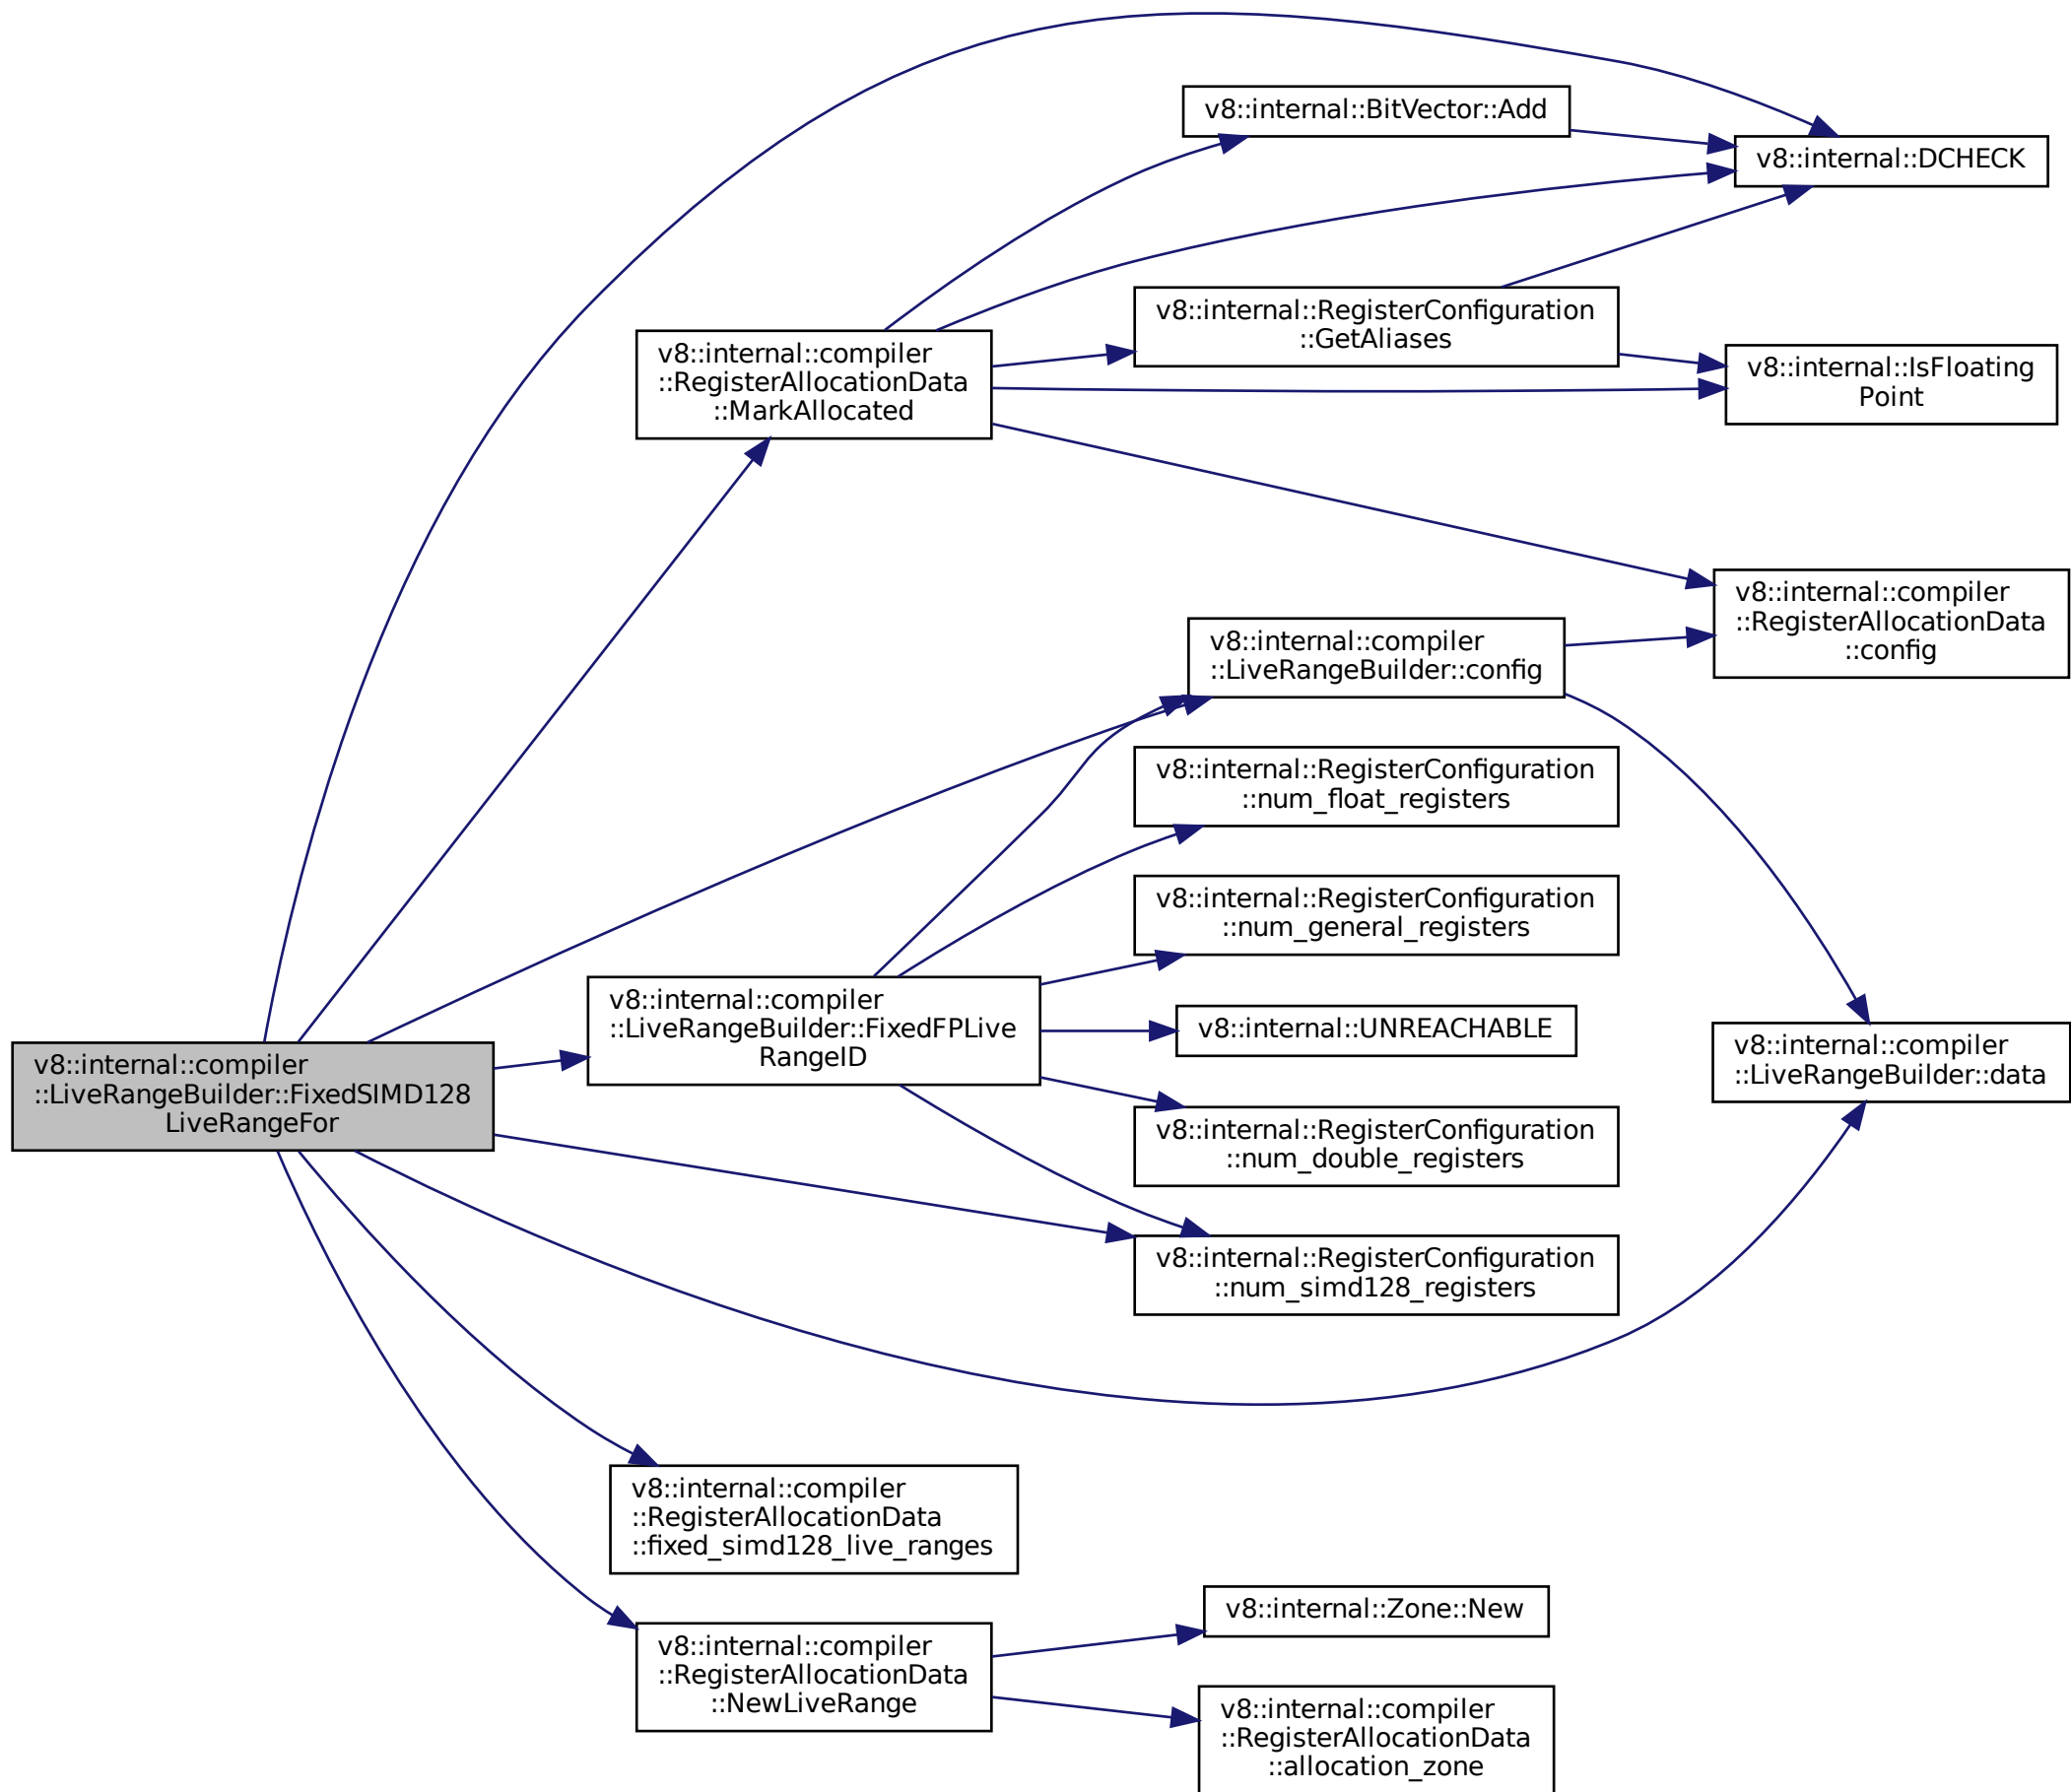 v8::internal::BitVector::Add
v8::internal::DCHECK
v8::internal::RegisterConfiguration
::GetAliases
v8::internal::compiler
::RegisterAllocationData
::MarkAllocated
v8::internal::IsFloating
Point
v8::internal::compiler
::RegisterAllocationData
::config
v8::internal::compiler
::LiveRangeBuilder::config
v8::internal::RegisterConfiguration
::num_float_registers
v8::internal::RegisterConfiguration
::num_general_registers
v8::internal::compiler
::LiveRangeBuilder::FixedFPLive
RangeID
v8::internal::UNREACHABLE
v8::internal::compiler
::LiveRangeBuilder::data
v8::internal::compiler
::LiveRangeBuilder::FixedSIMD128
LiveRangeFor
v8::internal::RegisterConfiguration
::num_double_registers
v8::internal::RegisterConfiguration
::num_simd128_registers
v8::internal::compiler
::RegisterAllocationData
::fixed_simd128_live_ranges
v8::internal::Zone::New
v8::internal::compiler
::RegisterAllocationData
::NewLiveRange
v8::internal::compiler
::RegisterAllocationData
::allocation_zone